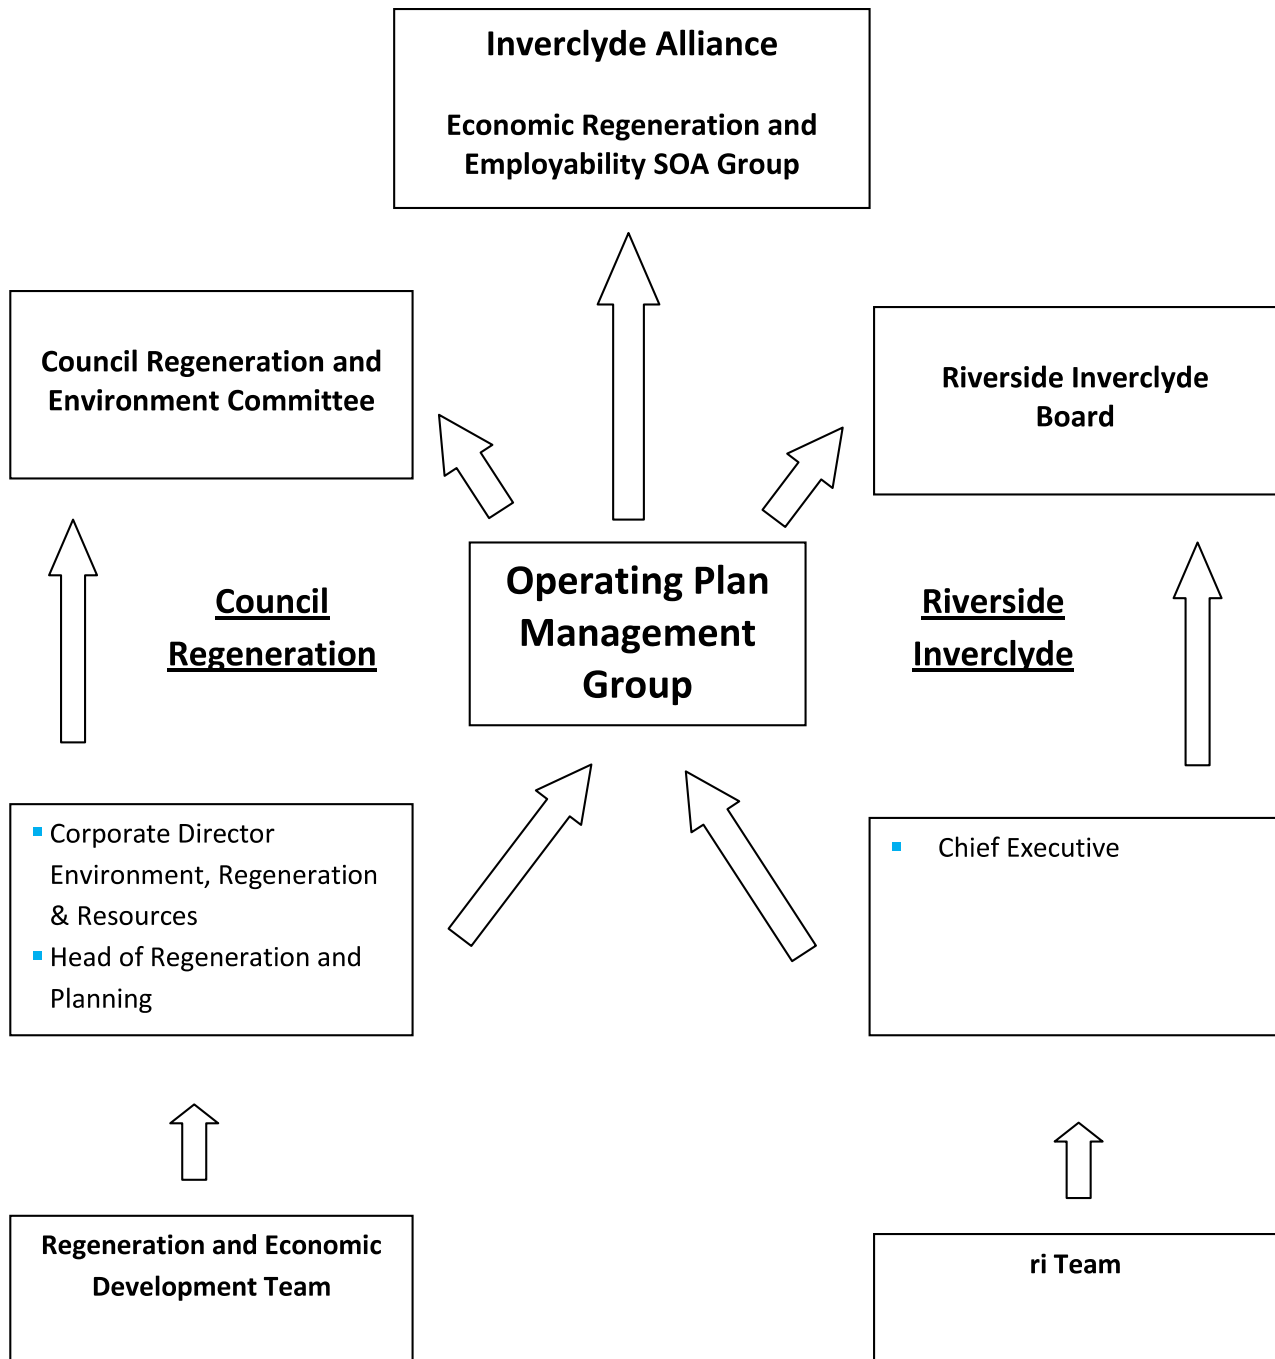 Inverclyde Alliance
Economic Regeneration and
Employability SOA Group
Council Regeneration and
Environment Committee
Riverside Inverclyde
Board
Operating Plan
Management
Group
Council
Regeneration
Riverside
Inverclyde
Corporate Director
Environment, Regeneration
& Resources
Head of Regeneration and
Planning
Chief Executive
Regeneration and Economic
Development Team
ri Team